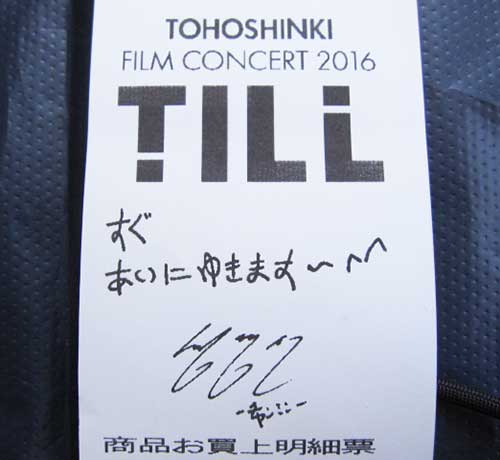 TOHOSHINKI
FILM CONCERT 2016
TILL
すぐ
あいにゆきます〜^^
商品お買上明細票